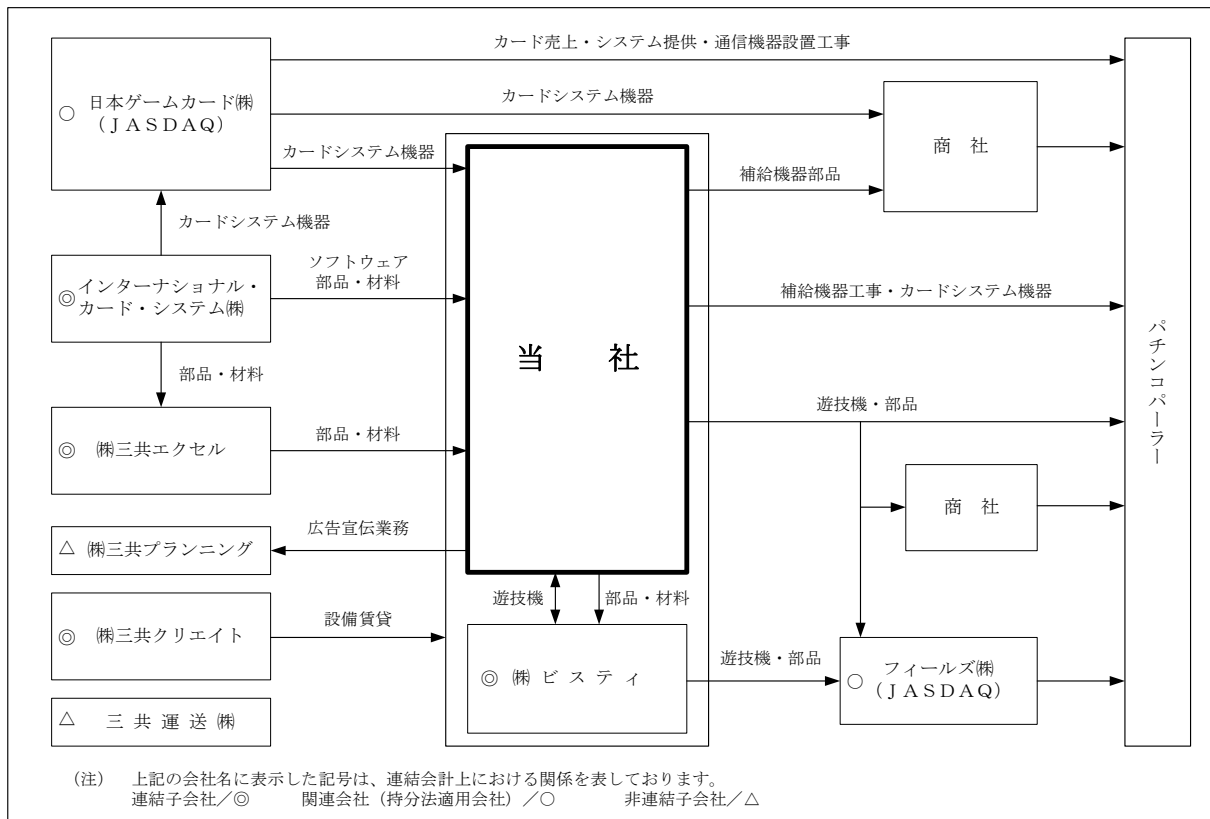 カード売上・システム提供・通信機器設置工事
○ 日本ゲームカード㈱
（ＪＡＳＤＡＱ）
カードシステム機器
商 社
カードシステム機器
補給機器部品
カードシステム機器
◎ インターナショナル・
カード・システム㈱
ソフトウェア
部品・材料
補給機器工事・カードシステム機器
当 社
パチンコパーラー
部品・材料
遊技機・部品
◎ ㈱三共エクセル
部品・材料
商 社
広告宣伝業務
△ ㈱三共プランニング
遊技機
部品・材料
◎ ㈱三共クリエイト
設備賃貸
◎ ㈱ ビ ス テ ィ
遊技機・部品
○ フィールズ㈱
（ＪＡＳＤＡＱ）
△ 三 共 運 送 ㈱
（注） 上記の会社名に表示した記号は、連結会計上における関係を表しております。
連結子会社／◎ 関連会社（持分法適用会社）／○ 非連結子会社／△